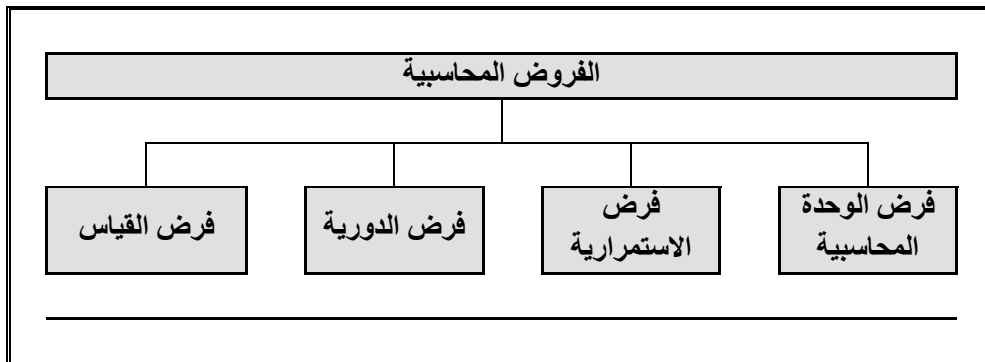 الفروض المحاسبية
فرض الوحدة
المحاسبية
فرض
الاستمرارية
فرض الدورية
فرض القياس